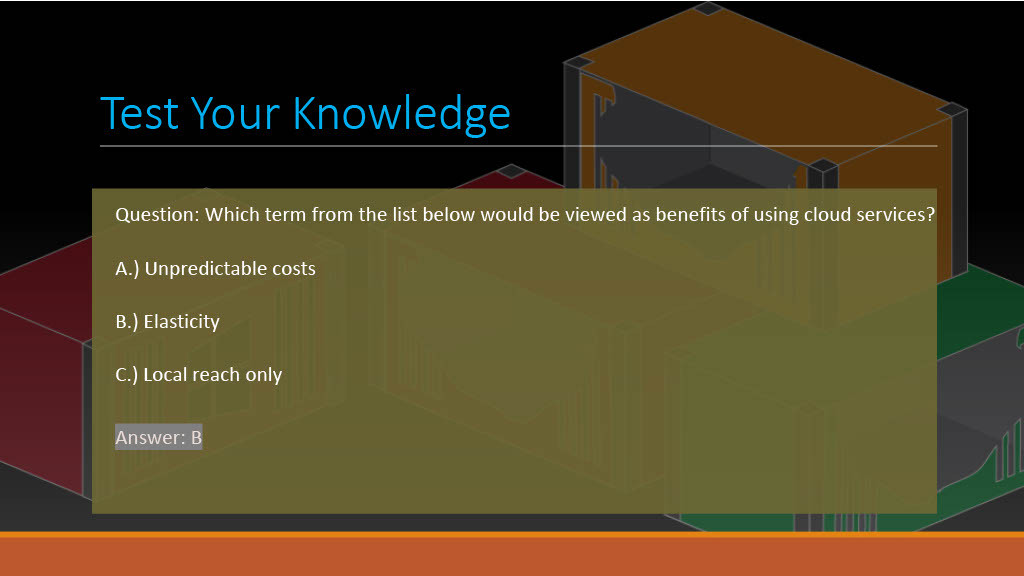 Test Your Knowledge
Question: Which term from the list below would be viewed as benefits of using cloud services?
A.) Unpredictable costs
B.) Elasticity
C.) Local reach only
Answer: B